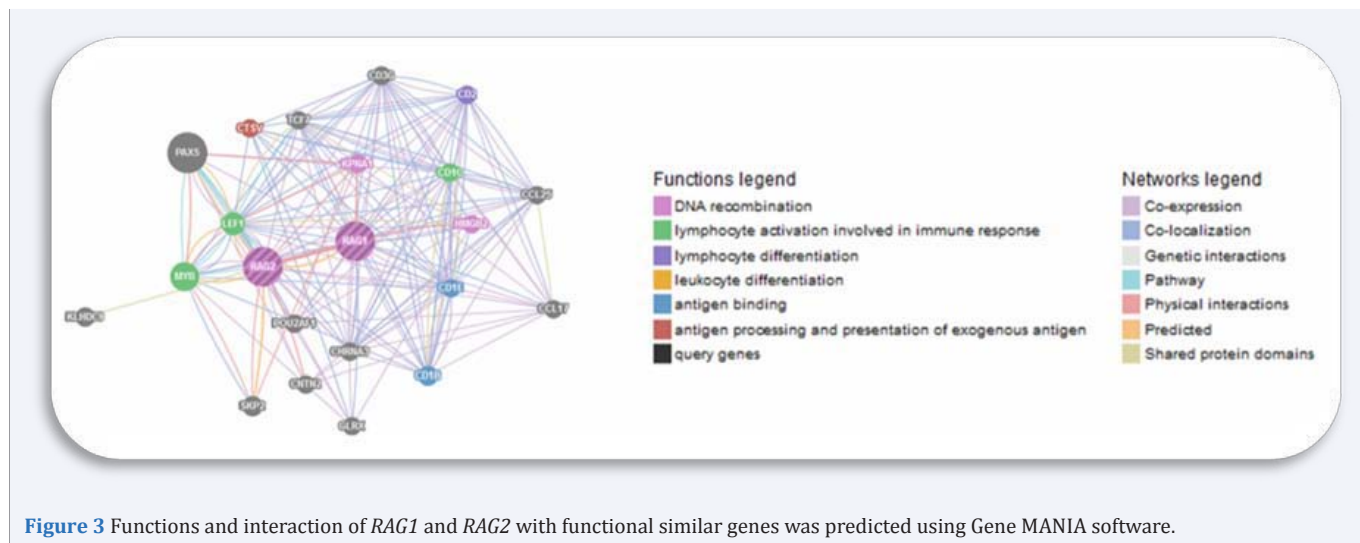 CD3G
CD2
CTSV
TCF7
PAX5
KPNA1
CD1C
CCL25
LEF1
HMGB2
RAG1
RAG2
MYB
CD1E
CCL17
KLHDC1
POU2AF1
CD1B
CNTN2
SKP2
GLRX
Functions legend
DNA recombination
lymphocyte activation involved in immune response
lymphocyte differentiation
leukocyte differentiation
antigen binding
antigen processing and presentation of exogenous antigen
query genes
Networks legend
Co-expression
Co-localization
Genetic interactions
Pathway
Physical interactions
Predicted
Shared protein domains
Figure 3 Functions and interaction of RAG1 and RAG2 with functional similar genes was predicted using Gene MANIA software.